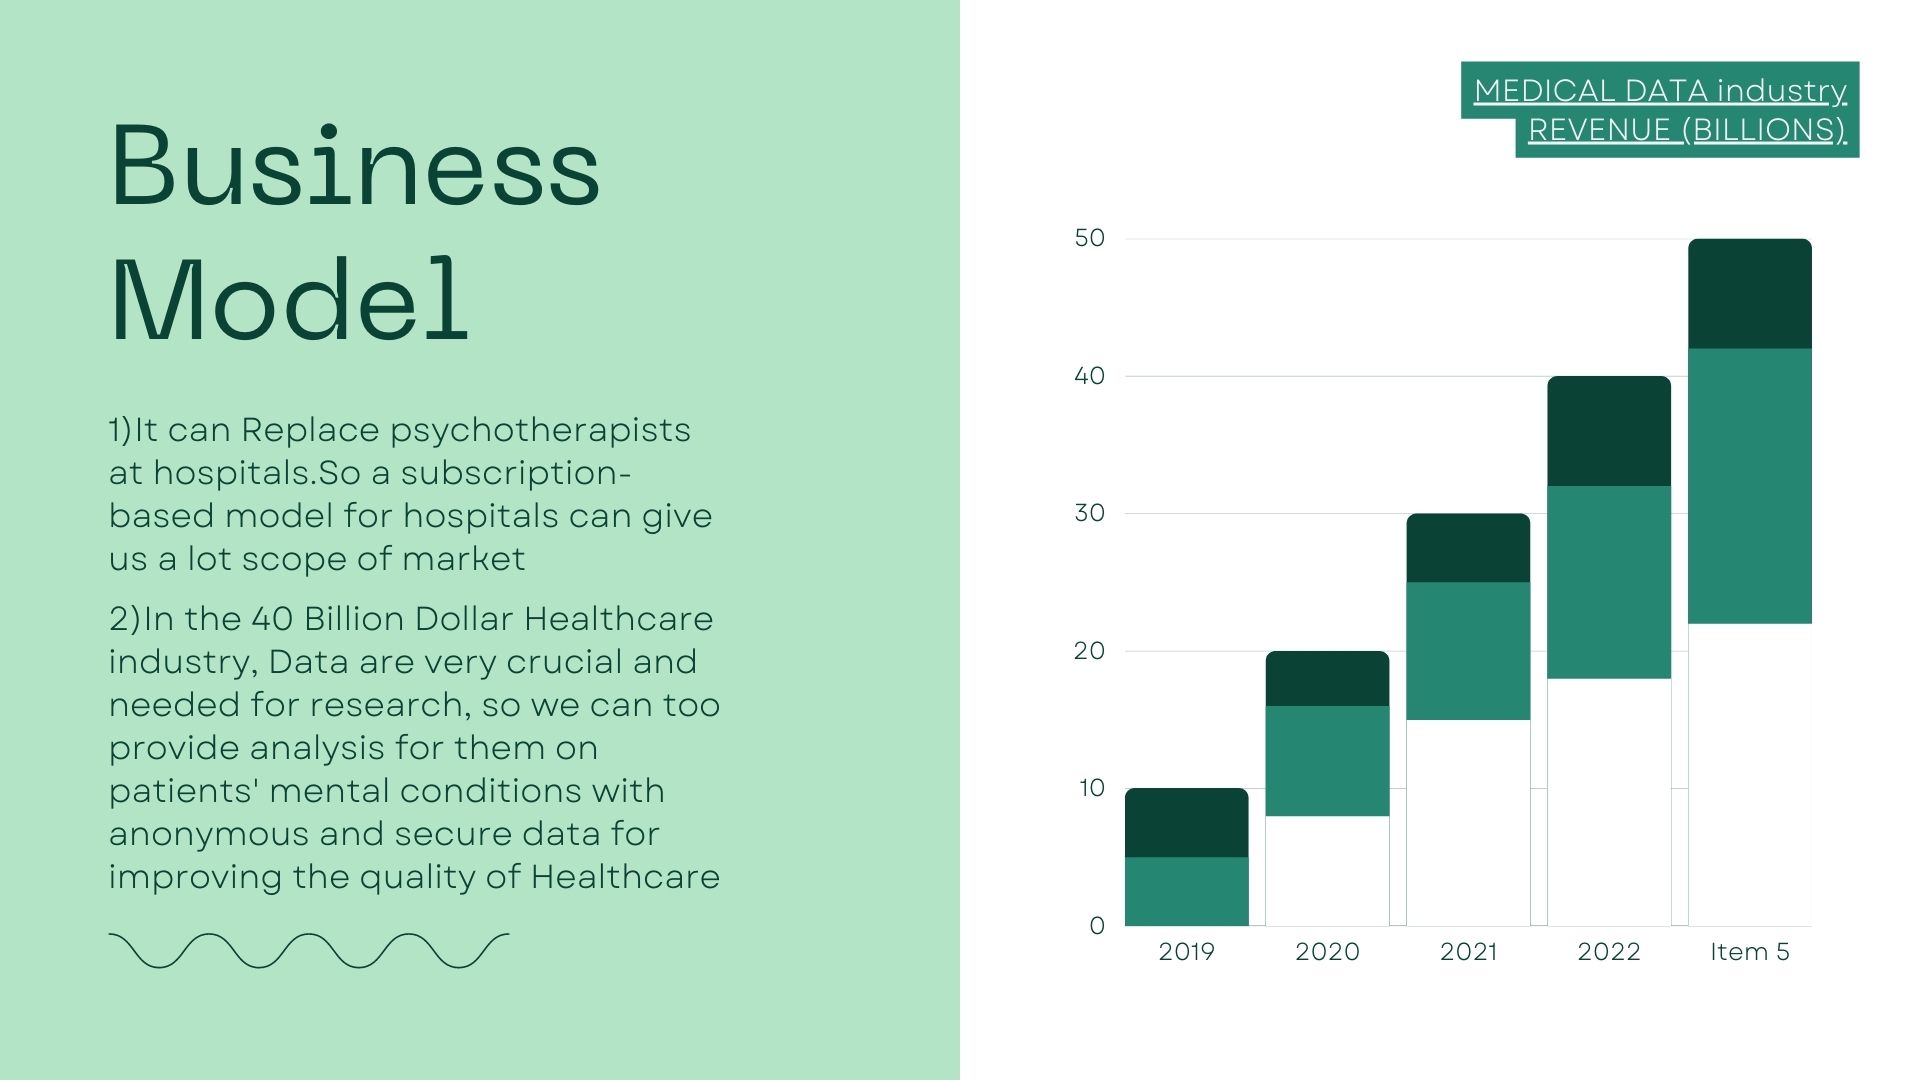 Business
Model
1)It can Replace psychotherapists
at hospitals.So a subscription-
based model for hospitals can give
us a lot scope of market
2)In the 40 Billion Dollar Healthcare
industry, Data are very crucial and
needed for research, so we can too
provide analysis for them on
patients' mental conditions with
anonymous and secure data for
improving the quality of Healthcare
MEDICAL DATA industry
REVENUE (BILLIONS)
50
40
30
20
10
0
2019 2020 2021 2022 Item 5